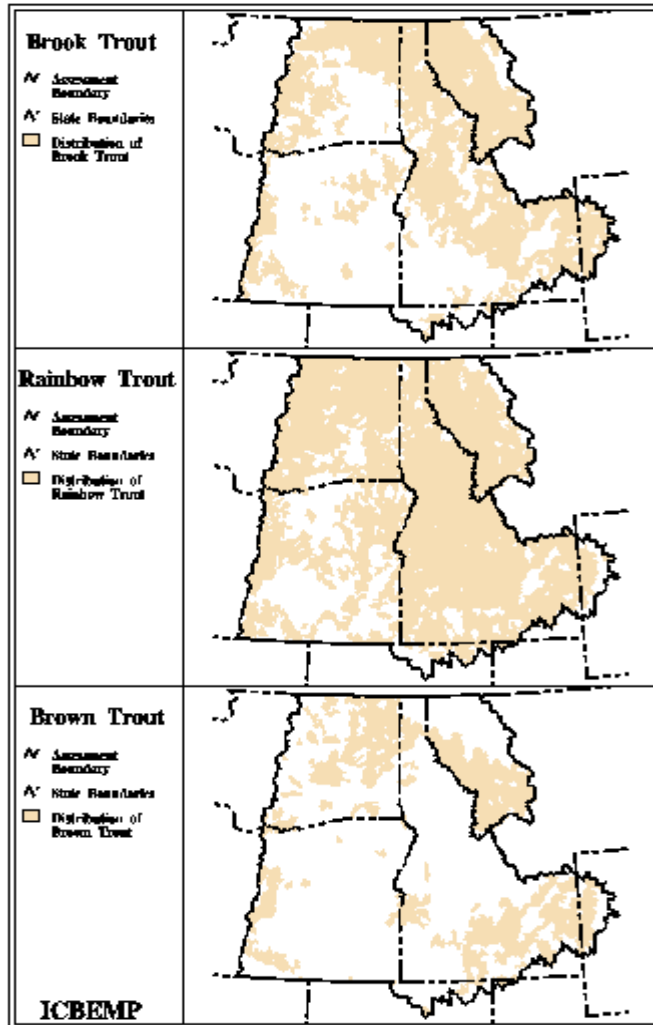 Brook Trout
Assessment
Boundary
State Boundaries
Distribution of
Brook Trout
Rainbow Trout
Assessment
Boundary
State Boundaries
Distribution of
Rainbow Trout
Brown Trout
Assessment
Boundary
State Boundaries
Distribution of
Brown Trout
ICBEMP